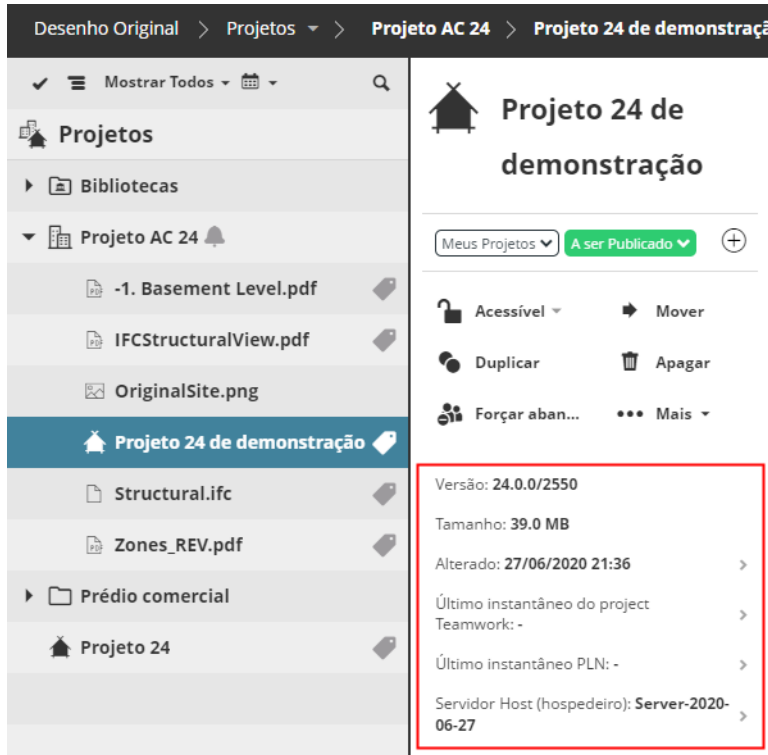 Desenho Original > Projetos > Projeto AC 24 > Projeto 24 de demonstraçã
Mostrar Todos
Projetos
Bibliotecas
Projeto AC 24
-1. Basement Level.pdf
IFCStructuralView.pdf
OriginalSite.png
Projeto 24 de demonstração
Structural.ifc
Zones_REV.pdf
Prédio comercial
Projeto 24
Projeto 24 de
demonstração
Meus Projetos A ser Publicado
Acessível Mover
Duplicar Apagar
Forçar aban... Mais
Versão: 24.0.0/2550
Tamanho: 39.0 MB
Alterado: 27/06/2020 21:36
Último instantâneo do project
Teamwork: -
Último instantâneo PLN: -
Servidor Host (hospedeiro): Server-2020-
06-27